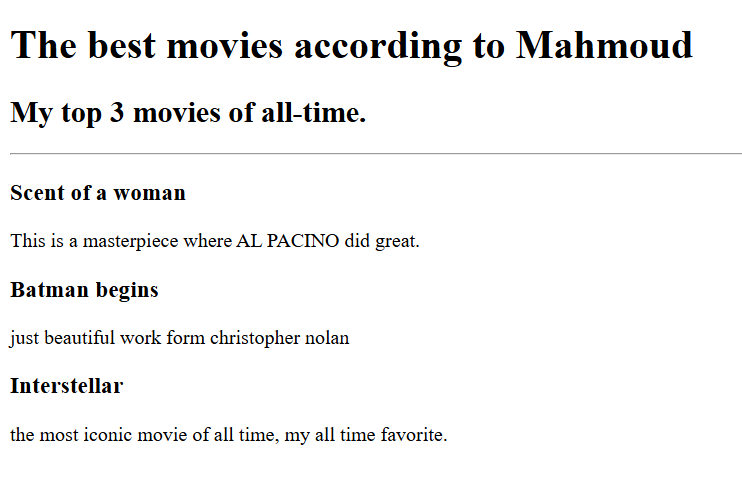 The best movies according to Mahmoud
My top 3 movies of all-time.
Scent of a woman
This is a masterpiece where AL PACINO did great.
Batman begins
just beautiful work form christopher nolan
Interstellar
the most iconic movie of all time, my all time favorite.